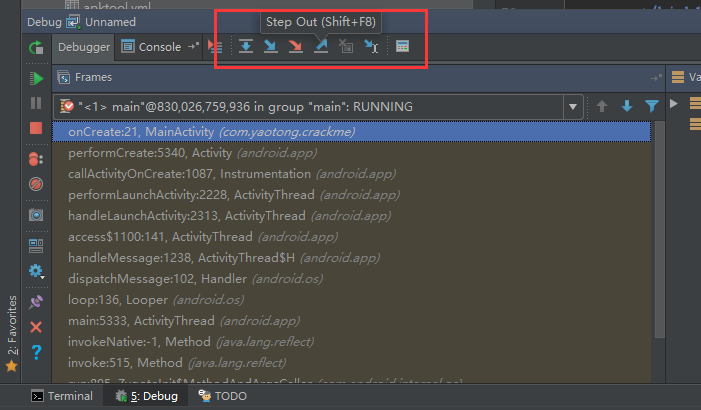 apktool.yml
Debug Unnamed
Step Out (Shift+F8)
Debugger Console
Frames
Va
"<1> main"@830,026,759,936 in group "main": RUNNING
onCreate:21, MainActivity (com.yaotong.crackme)
performCreate:5340, Activity (android.app)
callActivityOnCreate:1087, Instrumentation (android.app)
performLaunchActivity:2228, ActivityThread (android.app)
handleLaunchActivity:2313, ActivityThread (android.app)
access$1100:141, ActivityThread (android.app)
handleMessage:1238, ActivityThread$H (android.app)
dispatchMessage:102, Handler (android.os)
loop:136, Looper (android.os)
main:5333, ActivityThread (android.app)
invokeNative:-1, Method (java.lang.reflect)
invoke:515, Method (java.lang.reflect)
2: Favorites
Terminal 5: Debug TODO